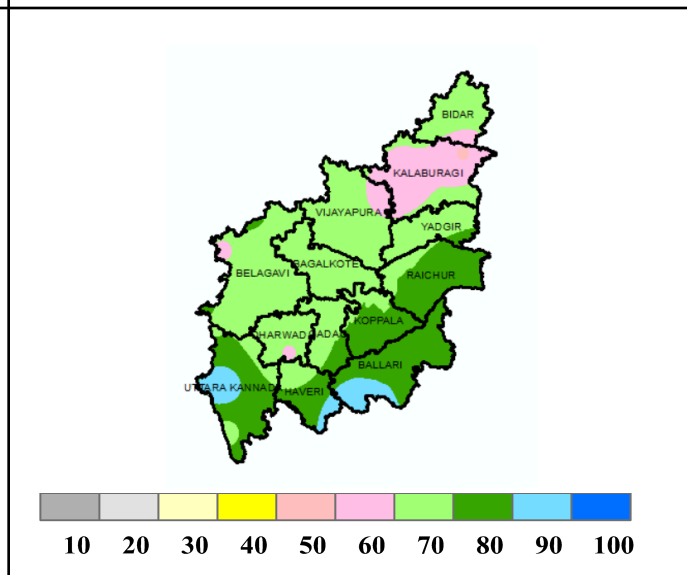 BIDAR
KALABURAGI
VIJAYAPURA
YADGIR
BAGALKOTE
BELAGAVI
RAICHUR
KOPPALA
DHARWAD
GADAG
BALLARI
UTTARA KANNADA
HAVERI
10 20 30 40 50 60 70 80 90 100